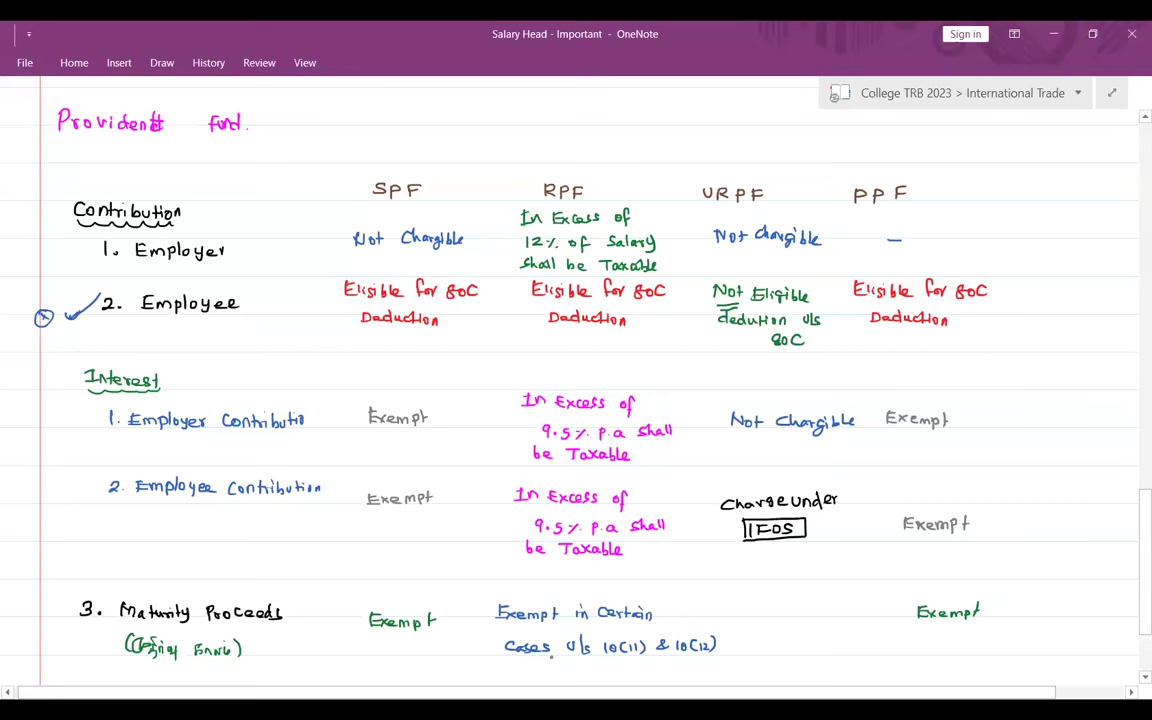 Salary Head - Important - OneNote
Sign in
File Home Insert Draw History Review View
College TRB 2023 > International Trade
Provident Fund.
SPF RPF URPF PPF
Contribution
1. Employer
Not Chargible
In Excess of
12% of Salary
shall be Taxable
Not Chargible
—
2. Employee
Eligible for 80C
Deduction
Eligible for 80C
Deduction
Not Eligible
deduction u/s
80C
Eligible for 80C
Deduction
Interest
1. Employer Contributio
Exempt
In Excess of
9.5% p.a shall
be Taxable
Not Chargible
Exempt
2. Employee Contribution
Exempt
In Excess of
9.5% p.a shall
be Taxable
Charge under
IFOS
Exempt
3. Maturity Proceeds
Exempt
Exempt in Certain
Cases u/s 10(11) & 10(12)
Exempt